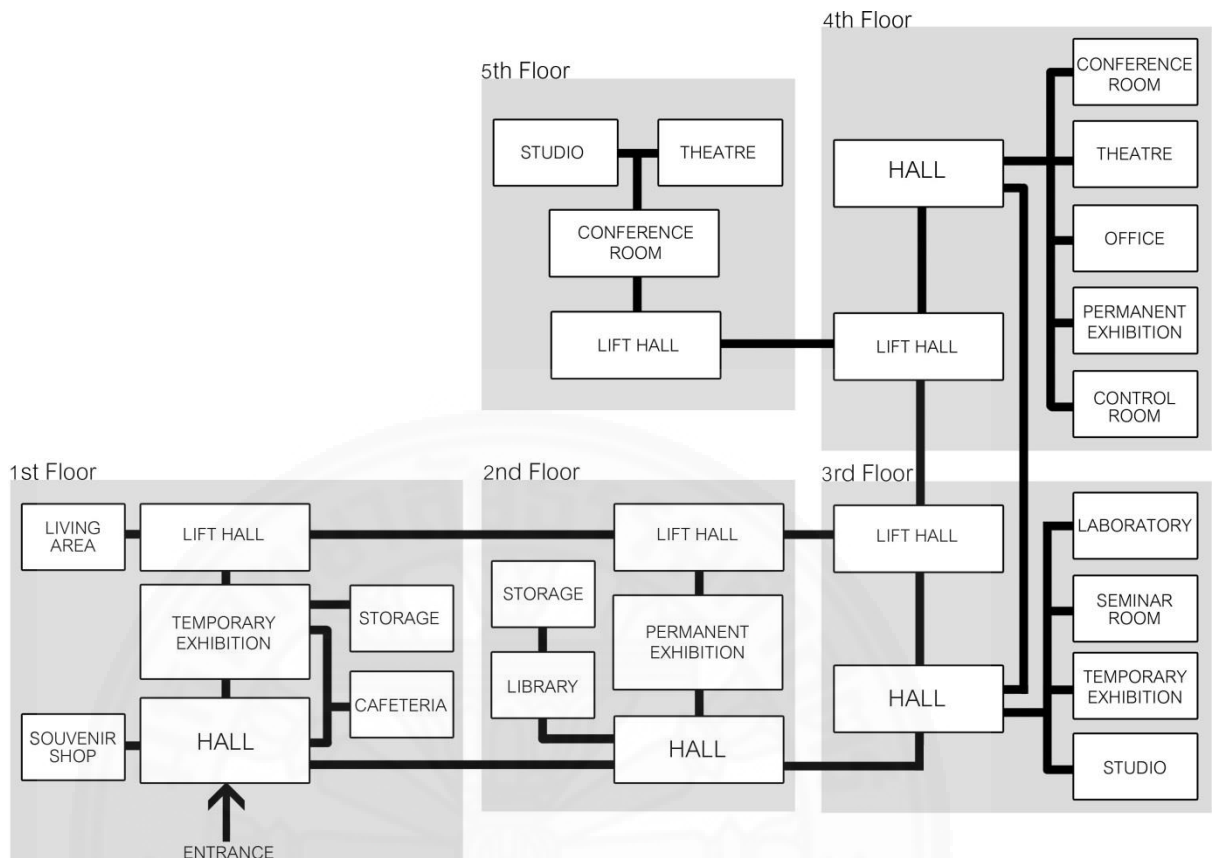 4th Floor
CONFERENCE
ROOM
THEATRE
HALL
OFFICE
PERMANENT
EXHIBITION
LIFT HALL
CONTROL
ROOM
5th Floor
STUDIO
THEATRE
CONFERENCE
ROOM
LIFT HALL
1st Floor
LIVING
AREA
LIFT HALL
TEMPORARY
EXHIBITION
STORAGE
CAFETERIA
SOUVENIR
SHOP
HALL
ENTRANCE
2nd Floor
LIFT HALL
STORAGE
PERMANENT
EXHIBITION
LIBRARY
HALL
3rd Floor
LIFT HALL
LABORATORY
SEMINAR
ROOM
HALL
TEMPORARY
EXHIBITION
STUDIO